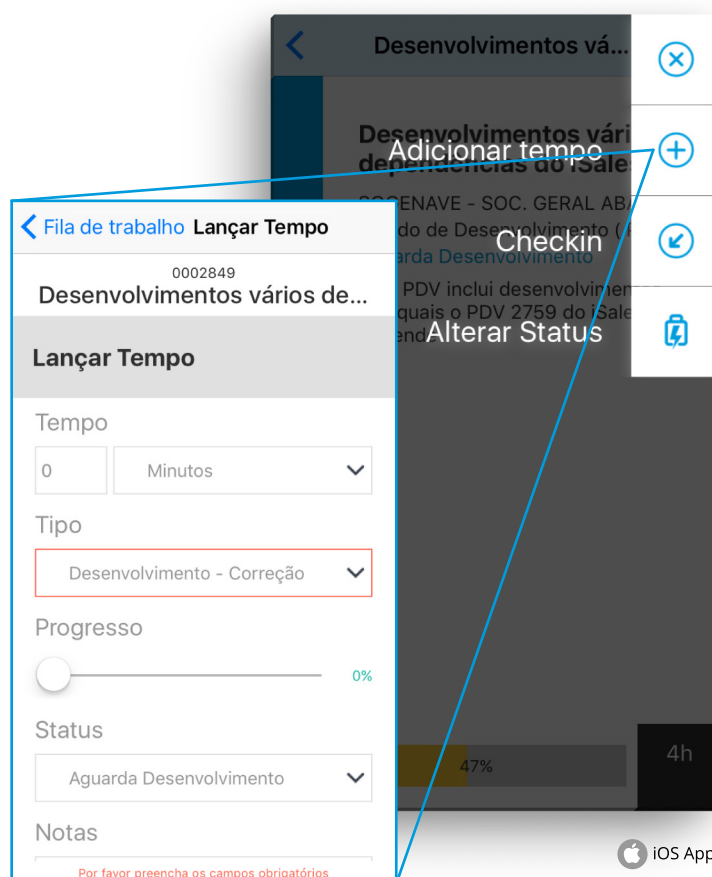 Desenvolvimentos vá...
Desenvolvimentos vári
dependências do iSale
Adicionar tempo
SOCENAVE - SOC. GERAL ABA
do de Desenvolvimento (
Checkin
arda Desenvolvimento
PDV inclui desenvolvimen
quais o PDV 2759 do iSale
Alterar Status
47%
4h
Fila de trabalho Lançar Tempo
0002849
Desenvolvimentos vários de...
Lançar Tempo
Tempo
0 Minutos
Tipo
Desenvolvimento - Correção
Progresso
0%
Status
Aguarda Desenvolvimento
Notas
Por favor preencha os campos obrigatórios
iOS App